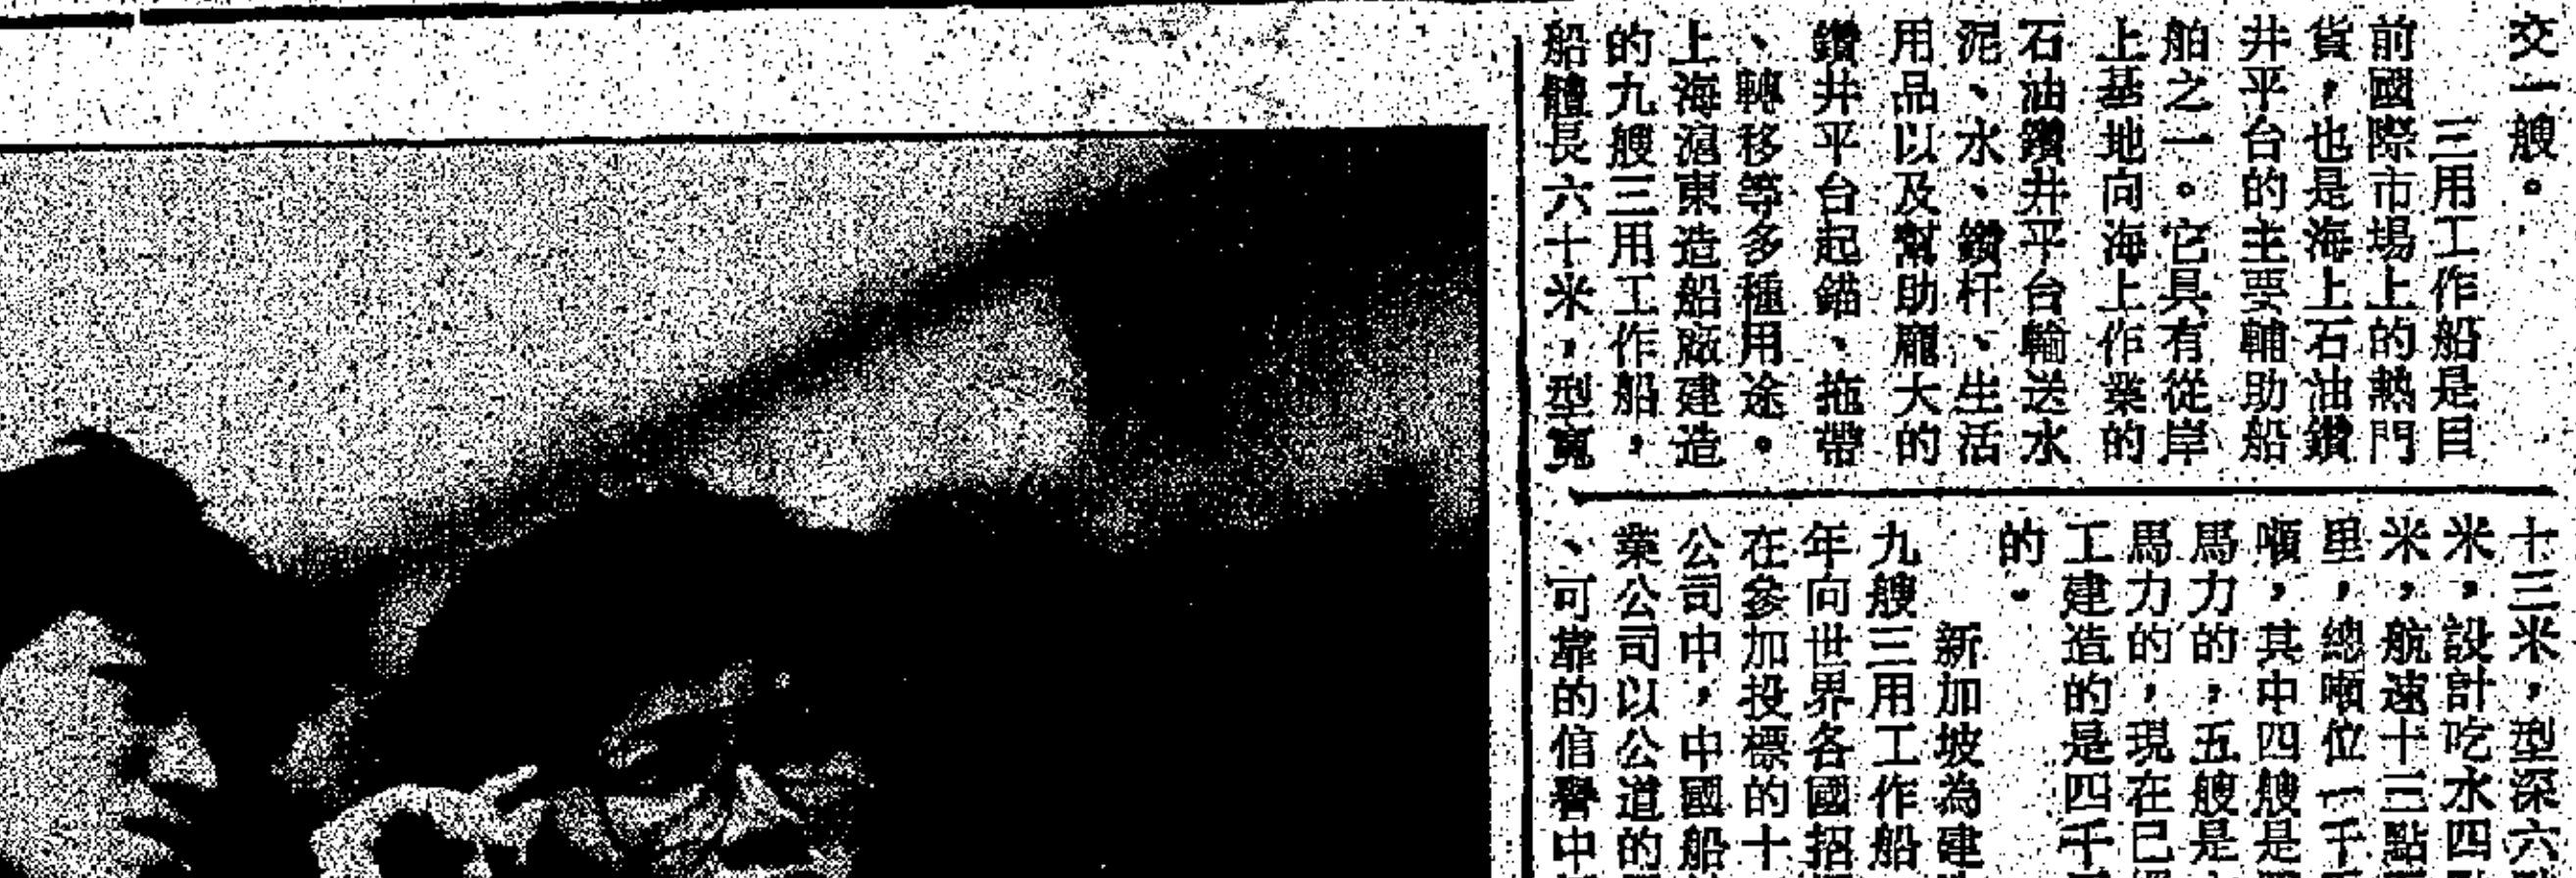 交一艘。
三用工作船是目
前國際市場上的熱門
貨，也是海上石油鑽
井平台的主要輔助船
舶之一。它具有從岸
上基地向海上作業的
石油鑽井平台輸送水
泥、水、鑽杆、生活
用品以及幫助龐大的
鑽井平台起錨、拖帶
、轉移等多種用途。
上海滬東造船廠建造
的九艘三用工作船，
船體長六十米，型寬
十三米，型深六
米，設計吃水四
米，航速十三點
里，總噸位一千
噸，其中四艘是
馬力的，五艘是
馬力的，現在已
工建造的是四千
的。
新加坡為建
九艘三用工作船
年向世界各國招
在參加投標的十
公司中，中國船
業公司以公道的
、可靠的信譽中